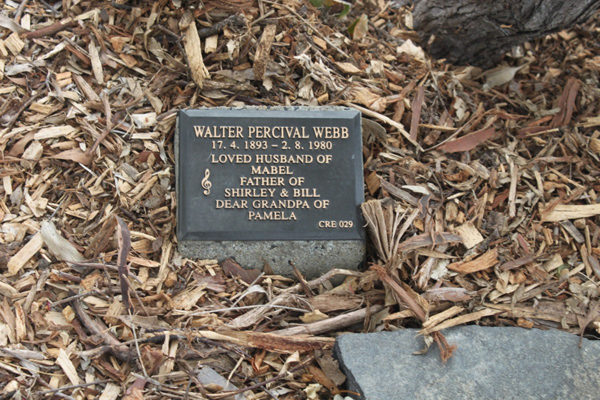 WALTER PERCIVAL WEBB
17. 4. 1893 – 2. 8. 1980
LOVED HUSBAND OF
MABEL
FATHER OF
SHIRLEY & BILL
DEAR GRANDPA OF
PAMELA
CRE 029